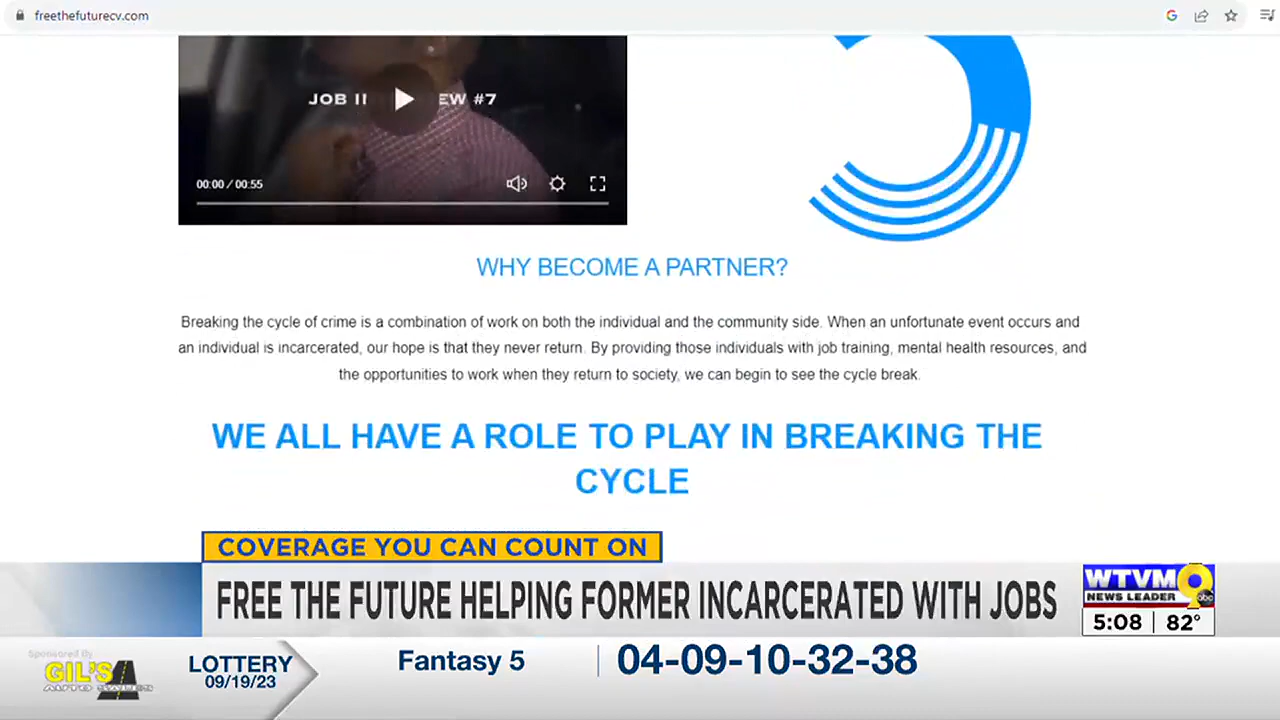 freethefuturecv.com
JOB II EW #7
00:00 / 00:55
WHY BECOME A PARTNER?
Breaking the cycle of crime is a combination of work on both the individual and the community side. When an unfortunate event occurs and
an individual is incarcerated, our hope is that they never return. By providing those individuals with job training, mental health resources, and
the opportunities to work when they return to society, we can begin to see the cycle break.
WE ALL HAVE A ROLE TO PLAY IN BREAKING THE
CYCLE
COVERAGE YOU CAN COUNT ON
FREE THE FUTURE HELPING FORMER INCARCERATED WITH JOBS
WTVM 9
NEWS LEADER abc
5:08 82°
Sponsored By
GIL'S
AUTO SALES
LOTTERY
09/19/23
Fantasy 5
04-09-10-32-38